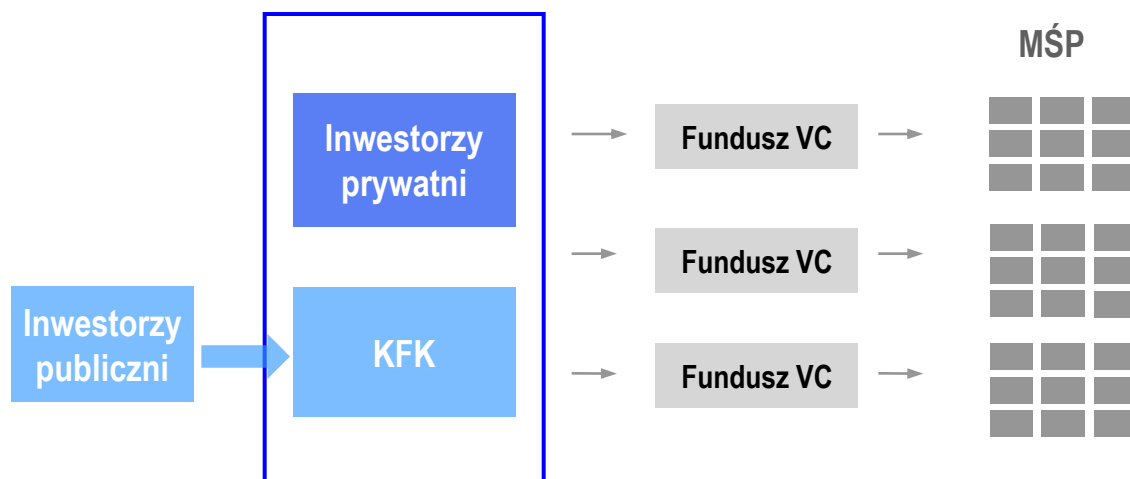 MŚP
Inwestorzy
prywatni
Fundusz VC
Fundusz VC
Inwestorzy
publiczni
KFK
Fundusz VC